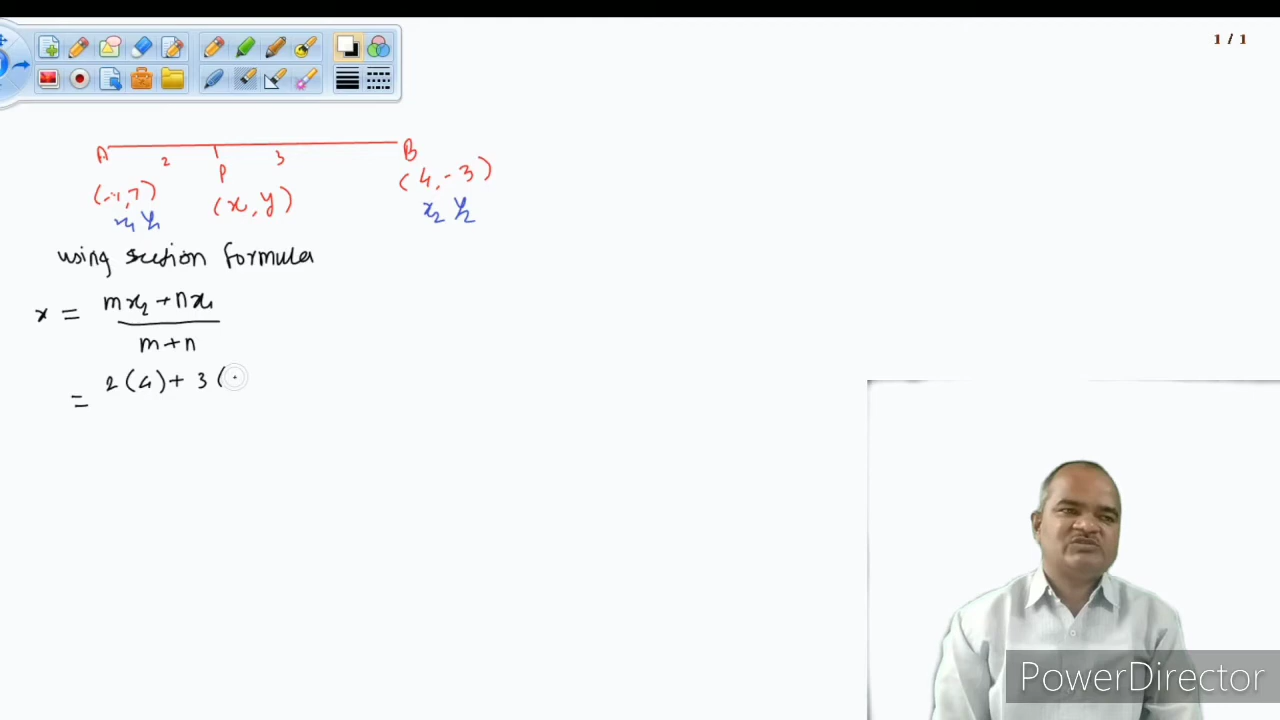 1 / 1
A 2 P 3 B
(-1,7) (x, y) (4, -3)
x₁ y₁ x₂ y₂
using section formula
x = mx₂ + nx₁
m + n
= 2(4) + 3(
PowerDirector